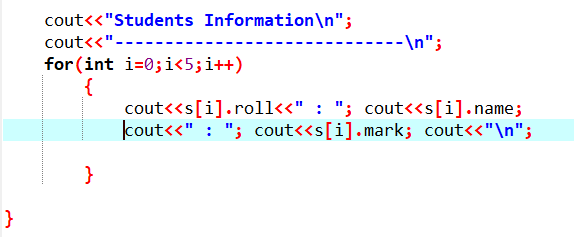 cout<<"Students Information\n";
cout<<"-----------------------------\n";
for(int i=0;i<5;i++)
{
cout<<s[i].roll<<" : "; cout<<s[i].name;
cout<<" : "; cout<<s[i].mark; cout<<"\n";
}
}